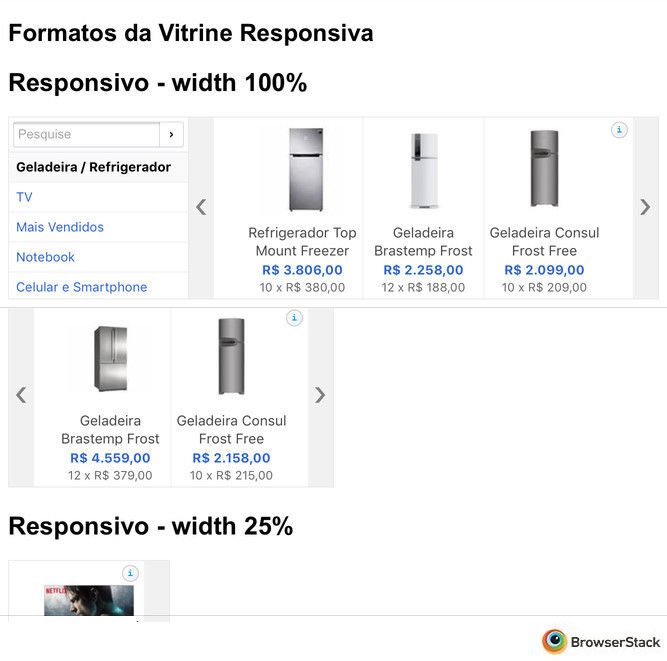 Formatos da Vitrine Responsiva
Responsivo - width 100%
Pesquise
Geladeira / Refrigerador
TV
Mais Vendidos
Notebook
Celular e Smartphone
Refrigerador Top
Mount Freezer
R$ 3.806,00
10 x R$ 380,00
Geladeira
Brastemp Frost
R$ 2.258,00
12 x R$ 188,00
i
Geladeira Consul
Frost Free
R$ 2.099,00
10 x R$ 209,00
Geladeira
Brastemp Frost
R$ 4.559,00
12 x R$ 379,00
i
Geladeira Consul
Frost Free
R$ 2.158,00
10 x R$ 215,00
Responsivo - width 25%
i
NETFLIX
BrowserStack